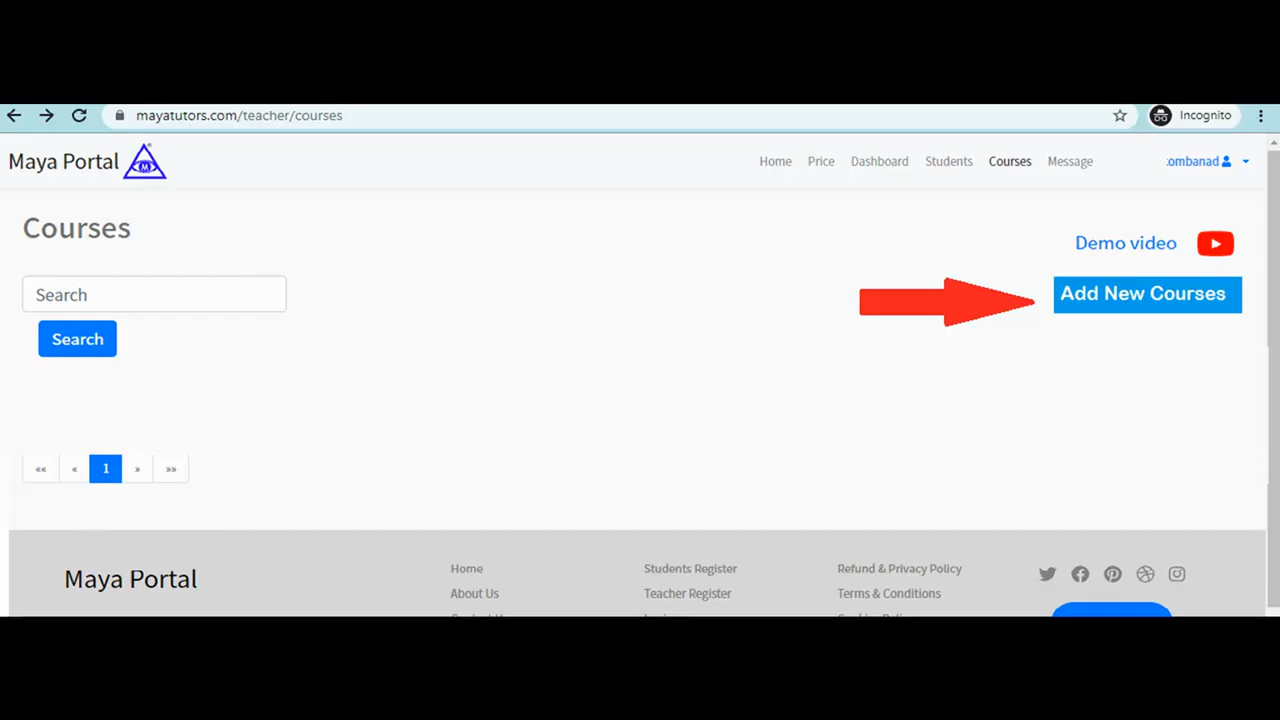 mayatutors.com/teacher/courses
Incognito
Maya Portal
M
Home Price Dashboard Students Courses Message
:ombanad
Courses
Demo video
Search
Add New Courses
Search
«« « 1 » »»
Maya Portal
Home
Students Register
Refund & Privacy Policy
About Us
Teacher Register
Terms & Conditions